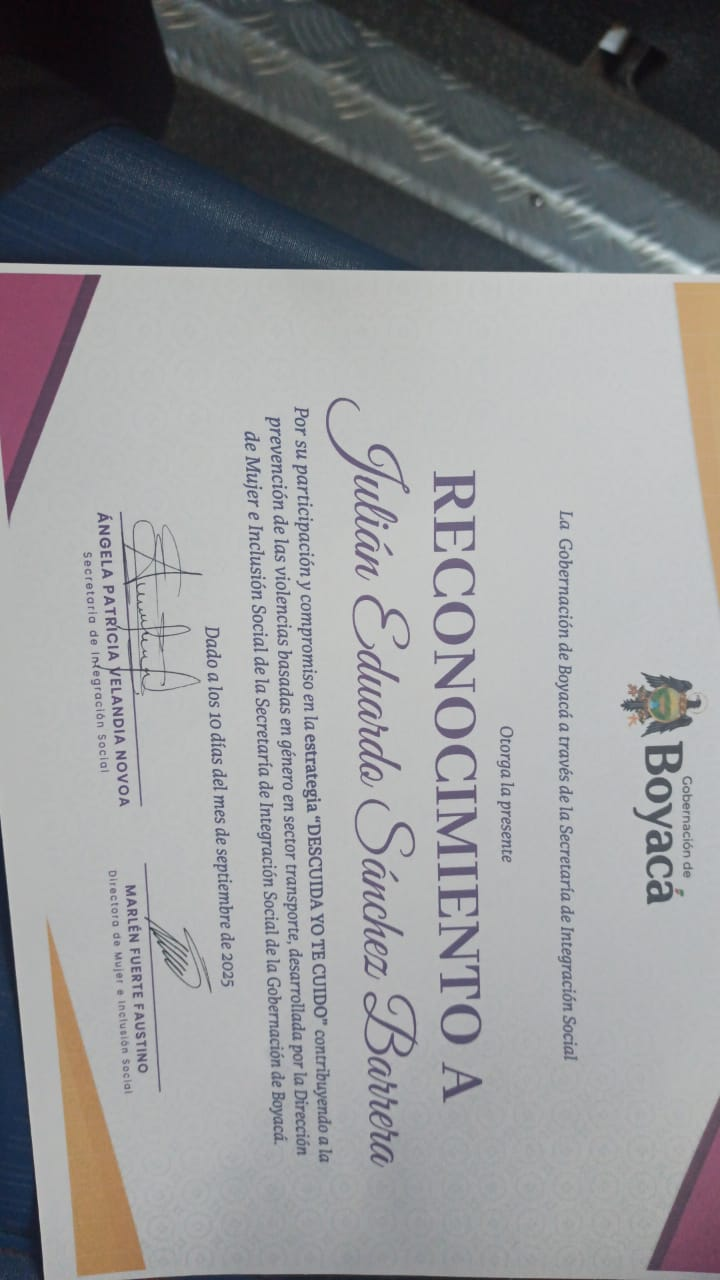 Gobernación de
Boyacá
La Gobernación de Boyacá a través de la Secretaría de Integración Social
Otorga la presente
RECONOCIMIENTO A
Julián Eduardo Sánchez Barrera
Por su participación y compromiso en la estrategia “DESCUIDA YO TE CUIDO” contribuyendo a la
prevención de las violencias basadas en género en sector transporte, desarrollada por la Dirección
de Mujer e Inclusión Social de la Secretaría de Integración Social de la Gobernación de Boyacá.
Dado a los 10 días del mes de septiembre de 2025
ÁNGELA PATRICIA VELANDIA NOVOA
Secretaria de Integración Social
MARLÉN FUERTE FAUSTINO
Directora de Mujer e Inclusión Social